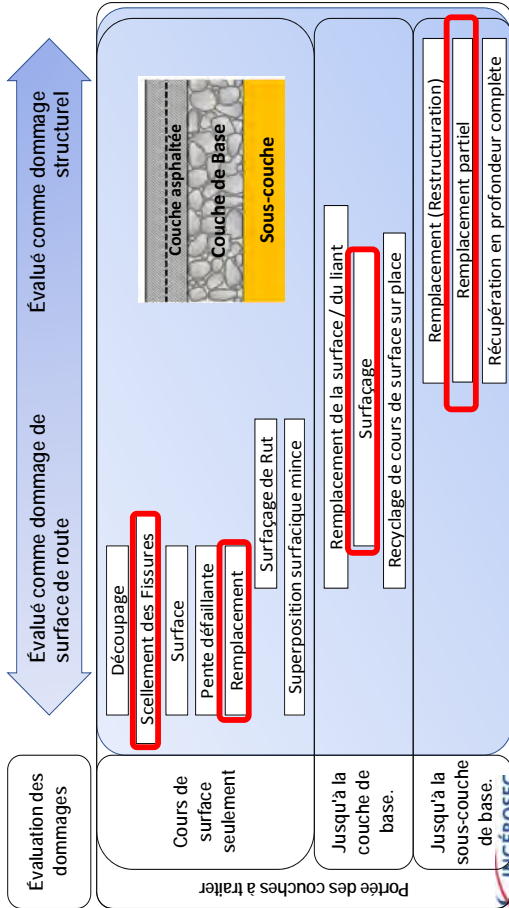 Évaluation des
dommages
Évalué comme dommage de
surface de route
Évalué comme dommage
structurel
Portée des couches à traiter
Cours de
surface
seulement
Découpage
Scellement des Fissures
Surface
Pente défaillante
Remplacement
Surfaçage de Rut
Superposition surfacique mince
Couche asphaltée
Couche de Base
Sous-couche
Jusqu'à la
couche de
base.
Remplacement de la surface / du liant
Surfaçage
Recyclage de cours de surface sur place
Jusqu'à la
sous-couche
de base.
Remplacement (Restructuration)
Remplacement partiel
Récupération en profondeur complète
INGÉROSEC